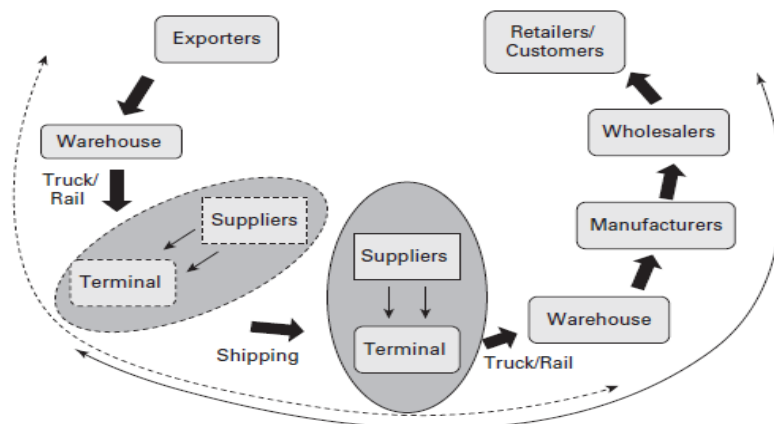 Exporters
Retailers/
Customers
Warehouse
Wholesalers
Truck/
Rail
Suppliers
Manufacturers
Terminal
Suppliers
Warehouse
Shipping
Terminal
Truck/Rail